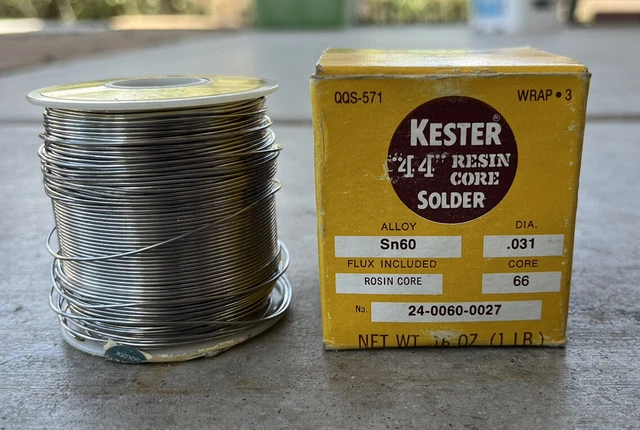 QQS-571 WRAP • 3
KESTER®
"44" RESIN
CORE
SOLDER
ALLOY DIA.
Sn60 .031
FLUX INCLUDED CORE
ROSIN CORE 66
No. 24-0060-0027
NET WT. 16 OZ (1 LB.)